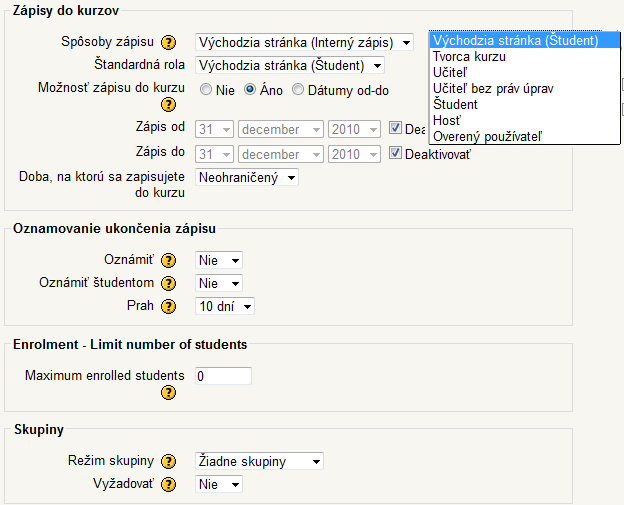 Zápisy do kurzov
Spôsoby zápisu ? Východzia stránka (Interný zápis)
Štandardná rola Východzia stránka (Študent)
Možnosť zápisu do kurzu ? Nie Áno Dátumy od-do
Zápis od 31 december 2010 Dea
Zápis do 31 december 2010 Deaktivovať
Doba, na ktorú sa zapisujete
do kurzu Neohraničený
Východzia stránka (Študent)
Tvorca kurzu
Učiteľ
Učiteľ bez práv úprav
Študent
Hosť
Overený používateľ
Oznamovanie ukončenia zápisu
Oznámiť ? Nie
Oznámiť študentom ? Nie
Prah ? 10 dní
Enrolment - Limit number of students
Maximum enrolled students ? 0
Skupiny
Režim skupiny ? Žiadne skupiny
Vyžadovať ? Nie